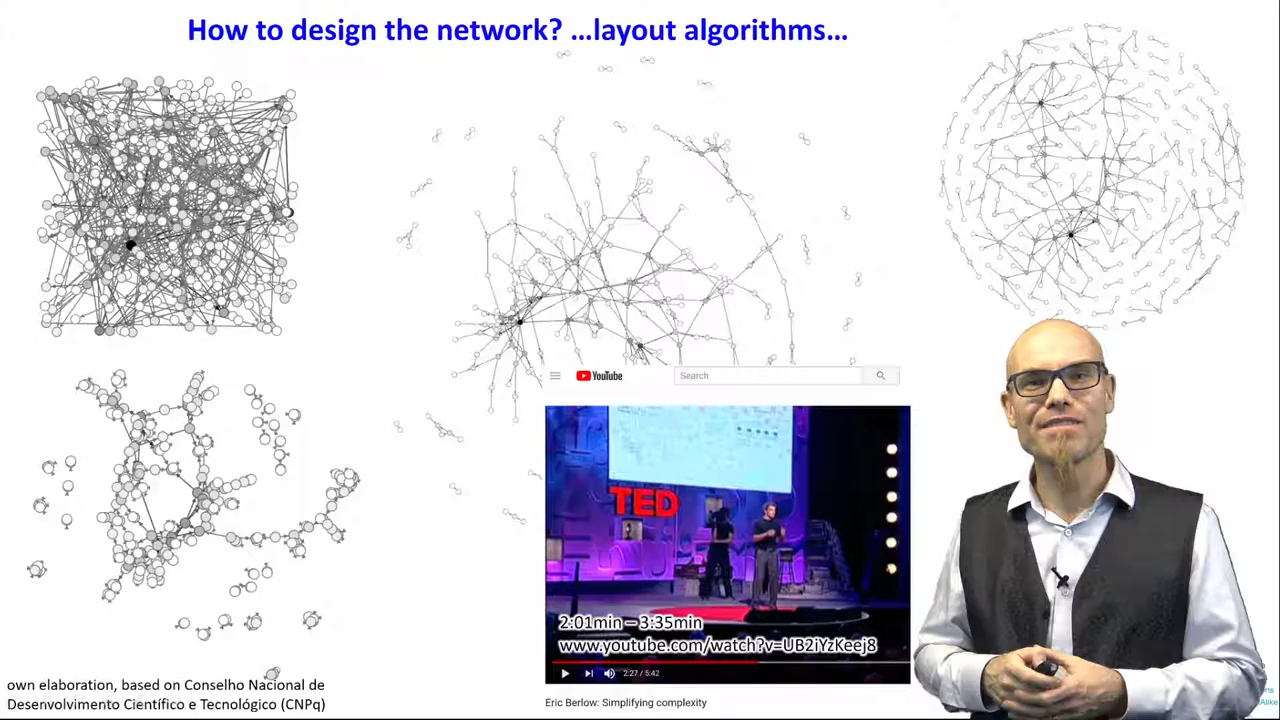 How to design the network? ...layout algorithms...
YouTube
Search
TED
2:01min – 3:35min
www.youtube.com/watch?v=UB2iYzKeej8
2:27 / 5:42
Eric Berlow: Simplifying complexity
own elaboration, based on Conselho Nacional de
Desenvolvimento Científico e Tecnológico (CNPq)
Alike